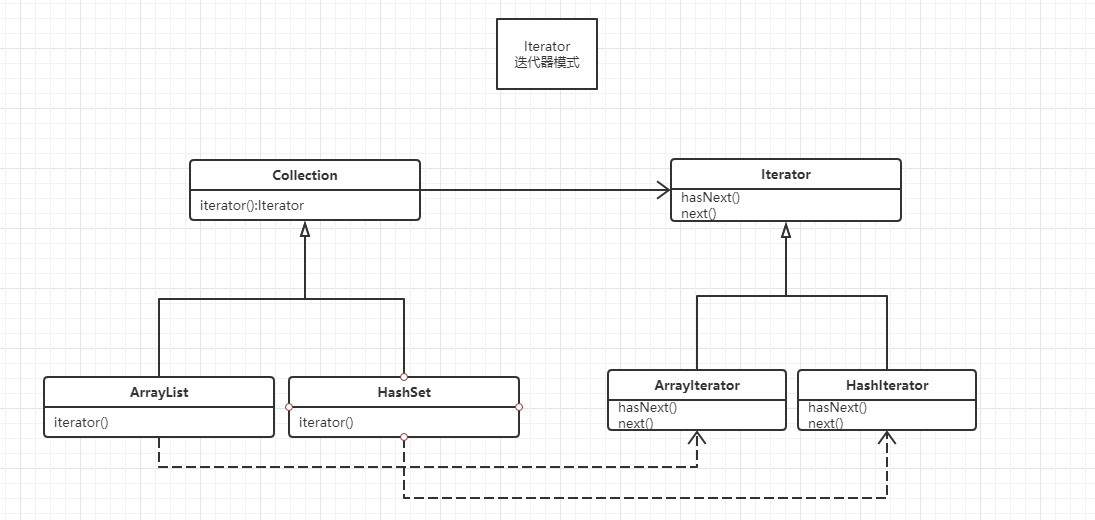 Iterator
迭代器模式
Collection
iterator():Iterator
Iterator
hasNext()
next()
ArrayList
iterator()
HashSet
iterator()
ArrayIterator
hasNext()
next()
HashIterator
hasNext()
next()